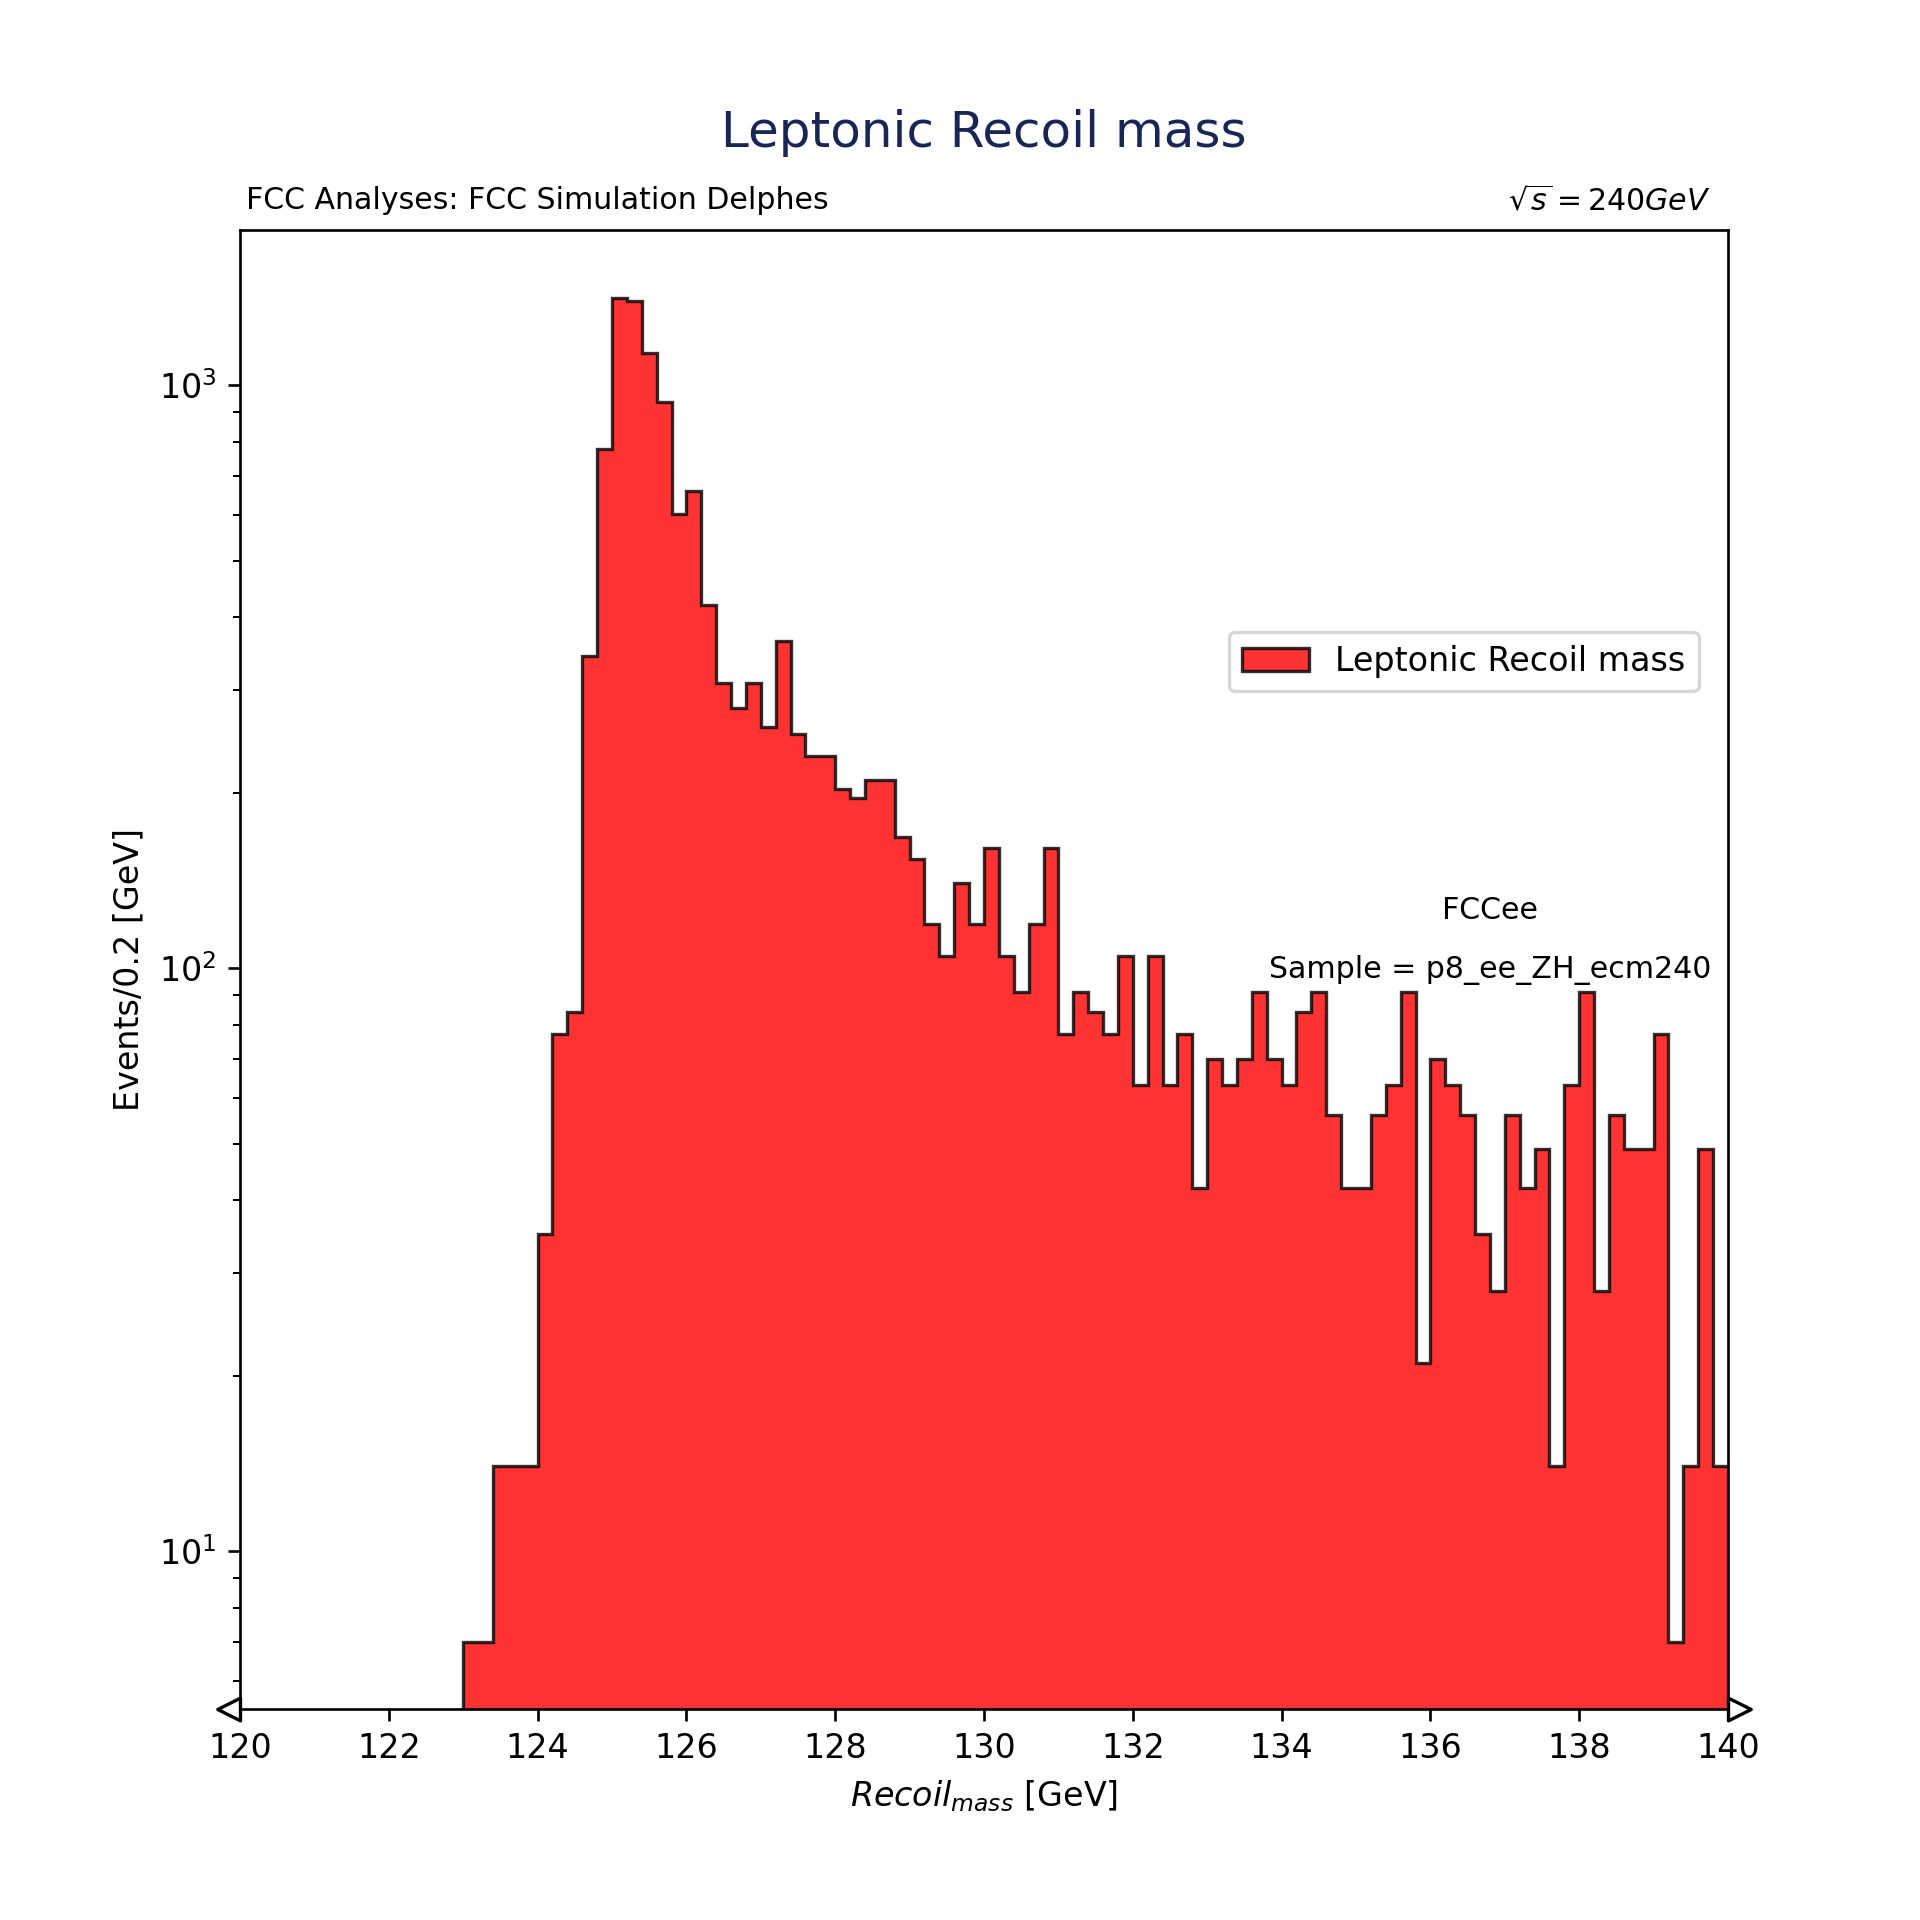 Leptonic Recoil mass
FCC Analyses: FCC Simulation Delphes
√s = 240GeV
10³
Leptonic Recoil mass
FCCee
Sample = p8_ee_ZH_ecm240
10²
Events/0.2 [GeV]
10¹
120 122 124 126 128 130 132 134 136 138 140
Recoil_mass [GeV]